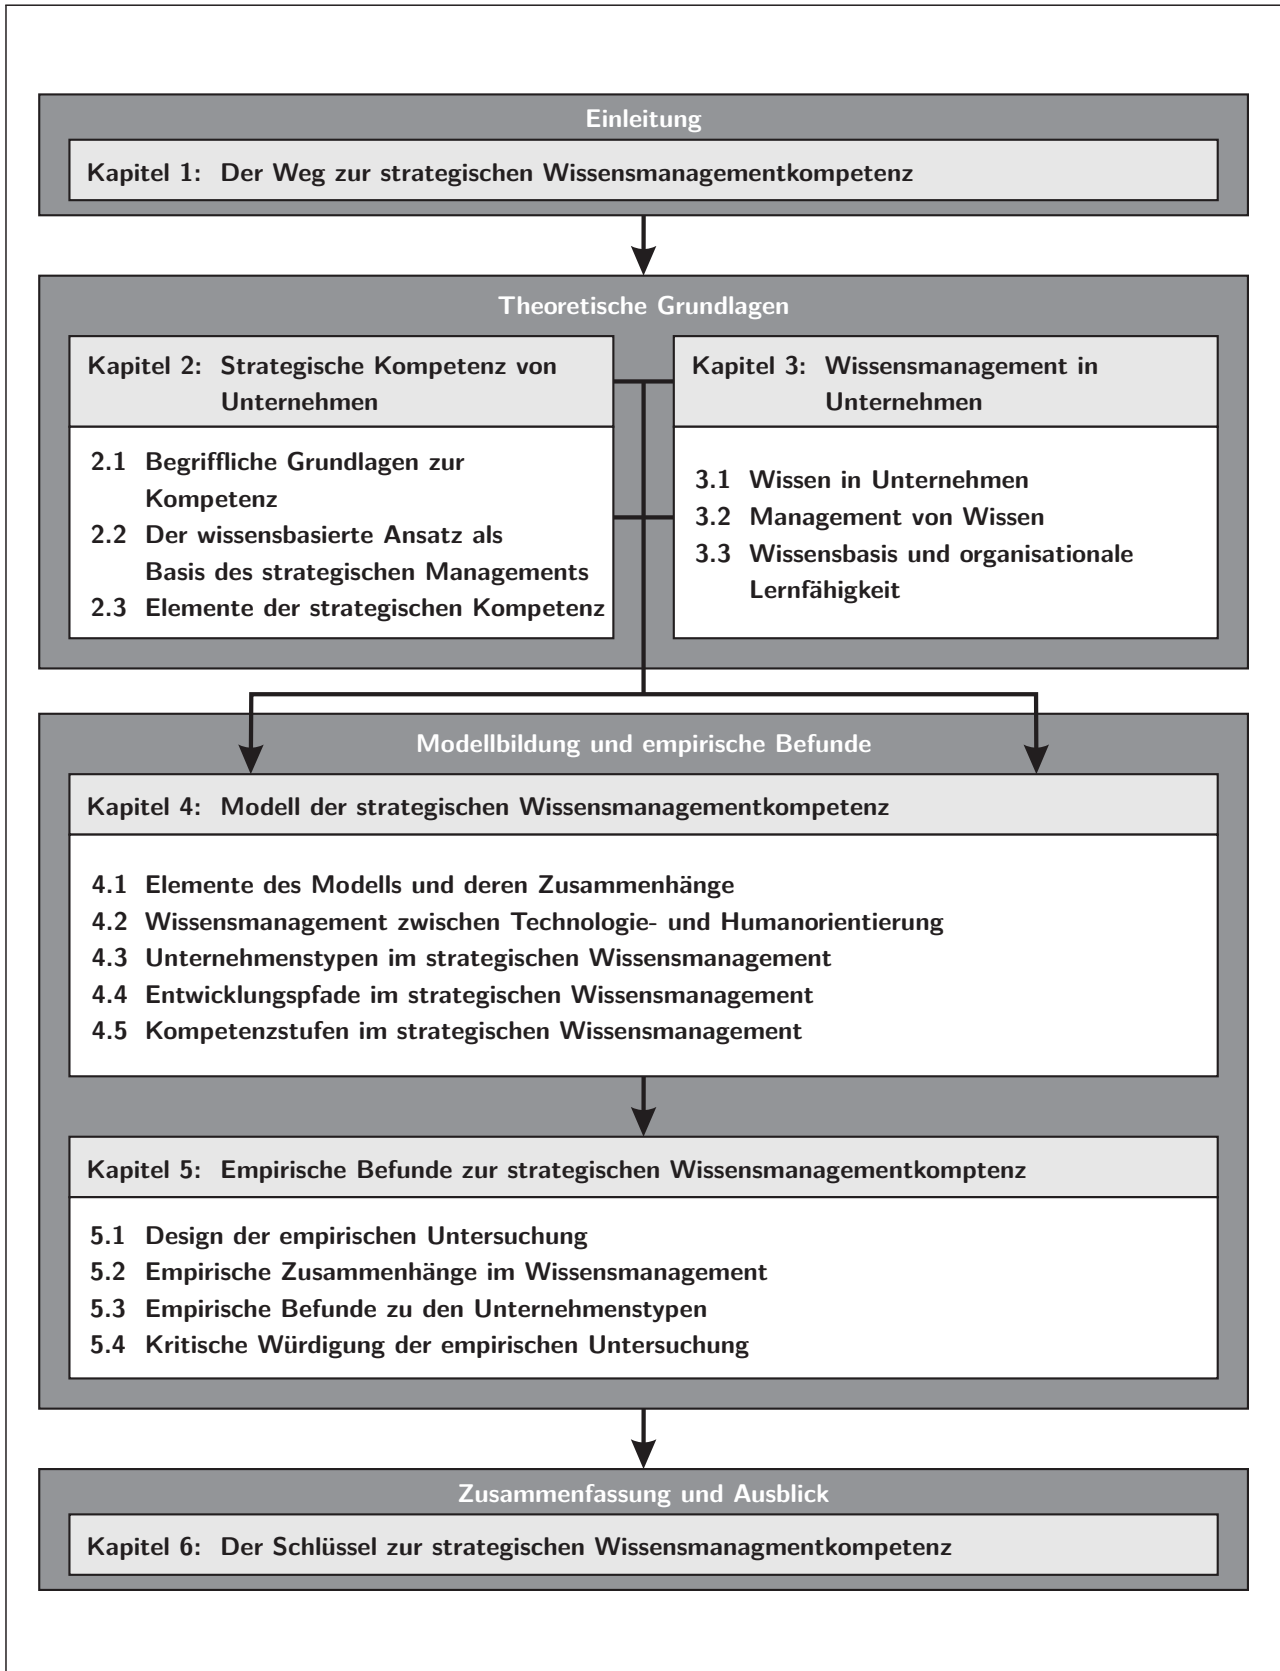 Einleitung
Kapitel 1: Der Weg zur strategischen Wissensmanagementkompetenz
Theoretische Grundlagen
Kapitel 2: Strategische Kompetenz von
Unternehmen
2.1 Begriffliche Grundlagen zur
Kompetenz
2.2 Der wissensbasierte Ansatz als
Basis des strategischen Managements
2.3 Elemente der strategischen Kompetenz
Kapitel 3: Wissensmanagement in
Unternehmen
3.1 Wissen in Unternehmen
3.2 Management von Wissen
3.3 Wissensbasis und organisationale
Lernfähigkeit
Modellbildung und empirische Befunde
Kapitel 4: Modell der strategischen Wissensmanagementkompetenz
4.1 Elemente des Modells und deren Zusammenhänge
4.2 Wissensmanagement zwischen Technologie- und Humanorientierung
4.3 Unternehmenstypen im strategischen Wissensmanagement
4.4 Entwicklungspfade im strategischen Wissensmanagement
4.5 Kompetenzstufen im strategischen Wissensmanagement
Kapitel 5: Empirische Befunde zur strategischen Wissensmanagementkomptenz
5.1 Design der empirischen Untersuchung
5.2 Empirische Zusammenhänge im Wissensmanagement
5.3 Empirische Befunde zu den Unternehmenstypen
5.4 Kritische Würdigung der empirischen Untersuchung
Zusammenfassung und Ausblick
Kapitel 6: Der Schlüssel zur strategischen Wissensmanagmentkompetenz